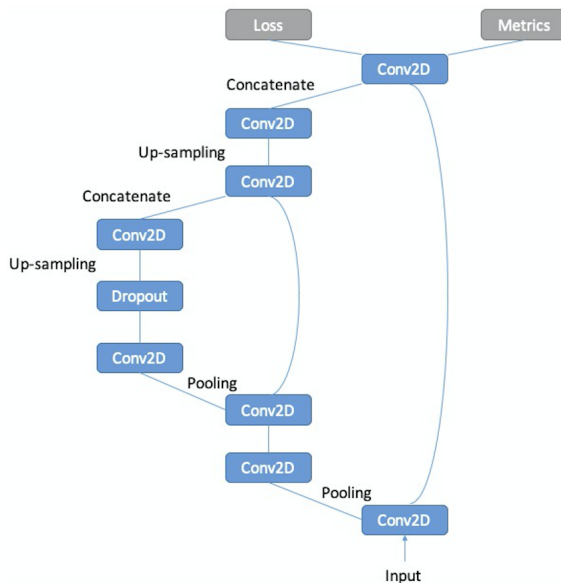 Loss
Metrics
Conv2D
Concatenate
Conv2D
Up-sampling
Conv2D
Concatenate
Conv2D
Up-sampling
Dropout
Conv2D
Pooling
Conv2D
Conv2D
Pooling
Conv2D
Input